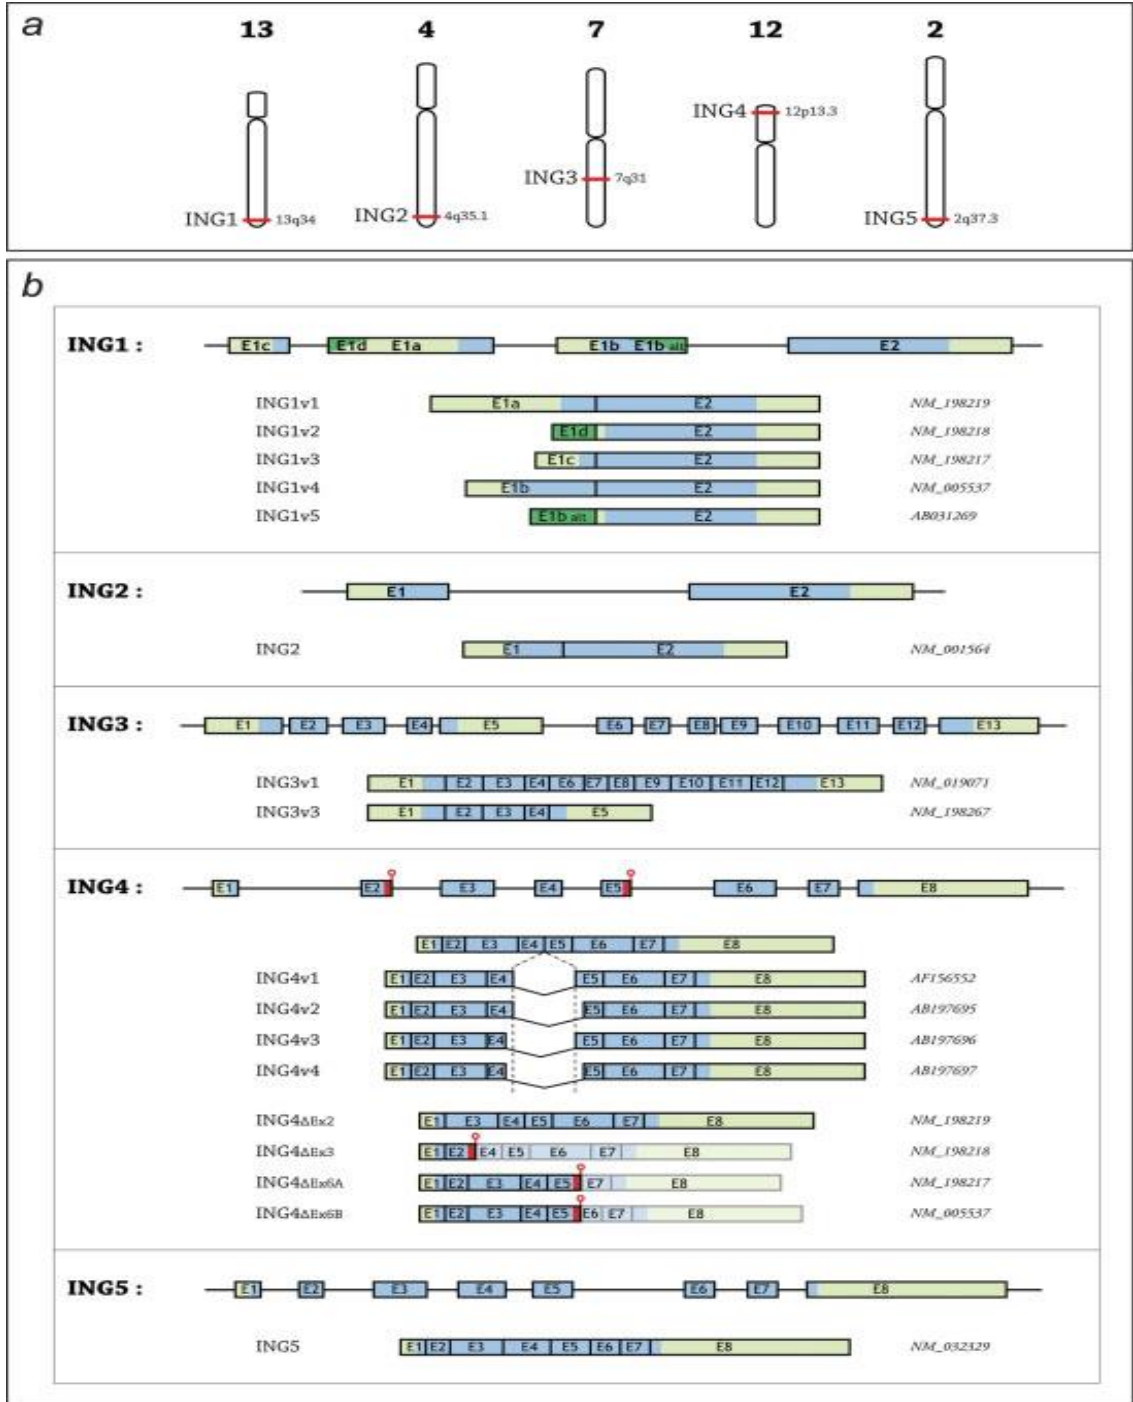 a
13 4 7 12 2
ING4 12p13.3
ING3 7q31
ING1 13q34 ING2 4q35.1 ING5 2q37.3
b
ING1 : E1c E1d E1a E1b E1b alt E2
ING1v1 E1a E2 NM_198219
ING1v2 E1d E2 NM_198218
ING1v3 E1c E2 NM_198217
ING1v4 E1b E2 NM_005537
ING1v5 E1b alt E2 AB031269
ING2 : E1 E2
ING2 E1 E2 NM_001564
ING3 : E1 E2 E3 E4 E5 E6 E7 E8 E9 E10 E11 E12 E13
ING3v1 E1 E2 E3 E4 E6 E7 E8 E9 E10 E11 E12 E13 NM_019071
ING3v3 E1 E2 E3 E4 E5 NM_198267
ING4 : E1 E2 E3 E4 E5 E6 E7 E8
E1 E2 E3 E4 E5 E6 E7 E8
ING4v1 E1 E2 E3 E4 E5 E6 E7 E8 AF156552
ING4v2 E1 E2 E3 E4 E5 E6 E7 E8 AB197695
ING4v3 E1 E2 E3 E4 E5 E6 E7 E8 AB197696
ING4v4 E1 E2 E3 E4 E5 E6 E7 E8 AB197697
ING4ΔEx2 E1 E3 E4 E5 E6 E7 E8 NM_198219
ING4ΔEx3 E1 E2 E4 E5 E6 E7 E8 NM_198218
ING4ΔEx6A E1 E2 E3 E4 E5 E7 E8 NM_198217
ING4ΔEx6B E1 E2 E3 E4 E5 E6 E7 E8 NM_005537
ING5 : E1 E2 E3 E4 E5 E6 E7 E8
ING5 E1 E2 E3 E4 E5 E6 E7 E8 NM_032329